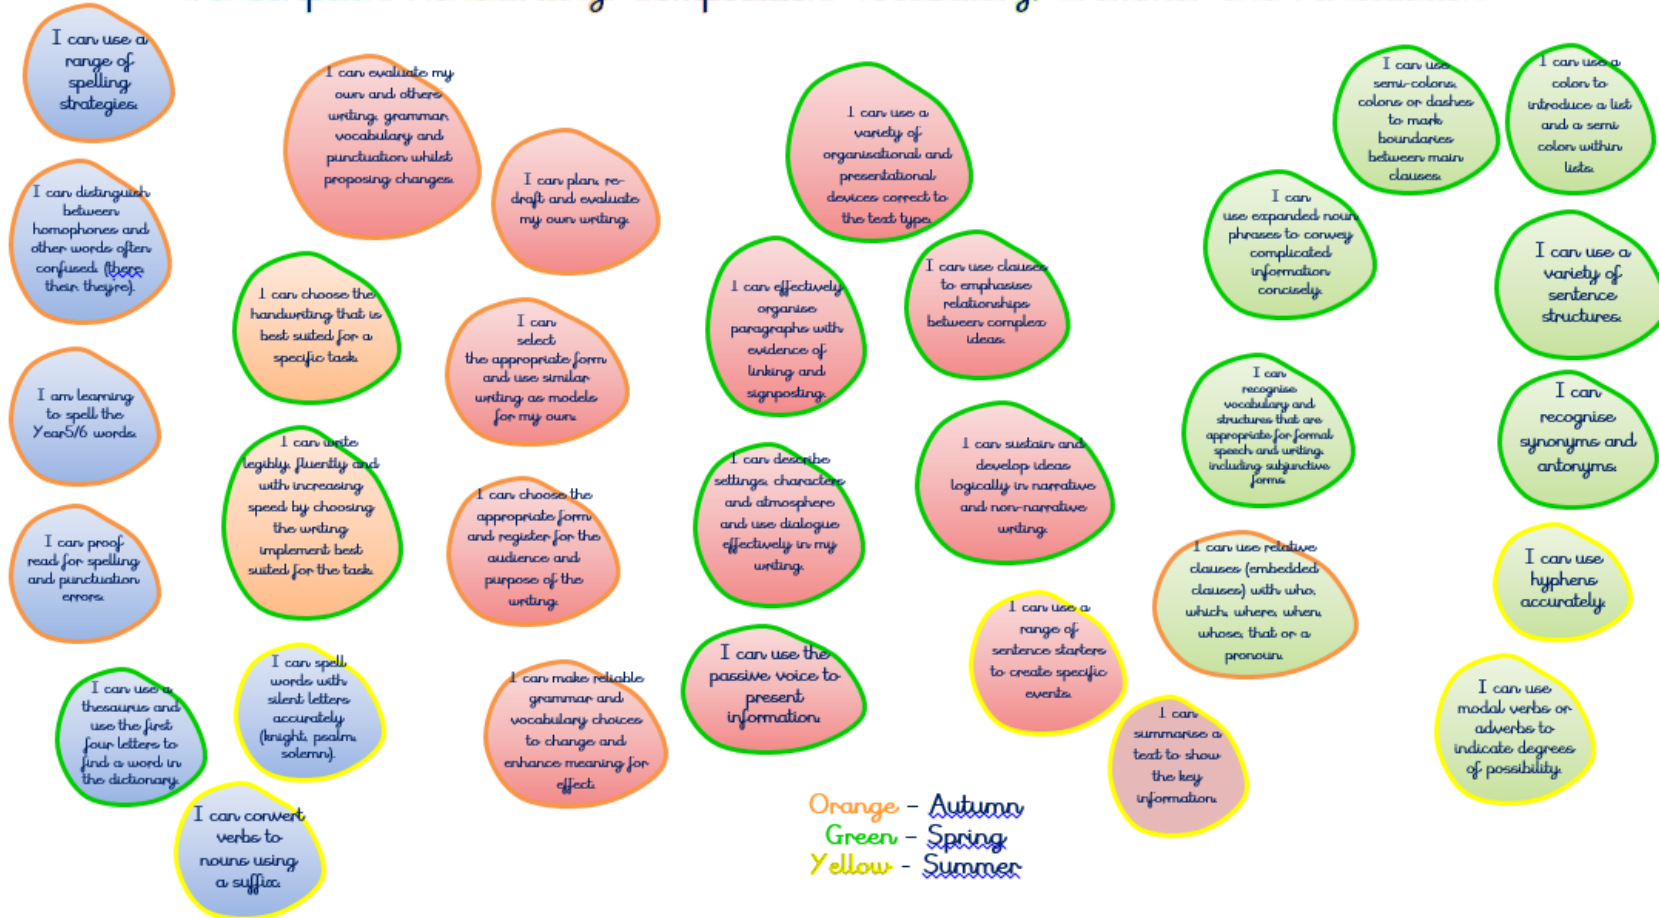 I can use a
range of
spelling
strategies.
I can distinguish
between
homophones and
other words often
confused. (there,
their, they're).
I am learning
to spell the
Year5/6 words.
I can proof
read for spelling
and punctuation
errors.
I can use a
thesaurus and
use the first
four letters to
find a word in
the dictionary.
I can spell
words with
silent letters
accurately
(knight, psalm,
solemn).
I can convert
verbs to
nouns using
a suffix.
I can choose the
handwriting that is
best suited for a
specific task.
I can write
legibly, fluently and
with increasing
speed by choosing
the writing
implement best
suited for the task.
I can evaluate my
own and others
writing, grammar,
vocabulary and
punctuation whilst
proposing changes.
I can plan, re-
draft and evaluate
my own writing.
I can
select
the appropriate form
and use similar
writing as models
for my own.
I can choose the
appropriate form
and register for the
audience and
purpose of the
writing.
I can make reliable
grammar and
vocabulary choices
to change and
enhance meaning for
effect.
I can use a
variety of
organisational and
presentational
devices correct to
the text type.
I can effectively
organise
paragraphs with
evidence of
linking and
signposting.
I can use clauses
to emphasise
relationships
between complex
ideas.
I can describe
settings, characters
and atmosphere
and use dialogue
effectively in my
writing.
I can sustain and
develop ideas
logically in narrative
and non-narrative
writing.
I can use the
passive voice to
present
information.
I can use a
range of
sentence starters
to create specific
events.
I can
summarise a
text to show
the key
information.
I can use
semi-colons,
colons or dashes
to mark
boundaries
between main
clauses.
I can use a
colon to
introduce a list
and a semi
colon within
lists.
I can
use expanded noun
phrases to convey
complicated
information
concisely.
I can use a
variety of
sentence
structures.
I can
recognise
vocabulary and
structures that are
appropriate for formal
speech and writing,
including subjunctive
forms.
I can
recognise
synonyms and
antonyms.
I can use relative
clauses (embedded
clauses) with who,
which, where, when,
whose, that or a
pronoun.
I can use
hyphens
accurately.
I can use
modal verbs or
adverbs to
indicate degrees
of possibility.
Orange - Autumn
Green - Spring
Yellow - Summer